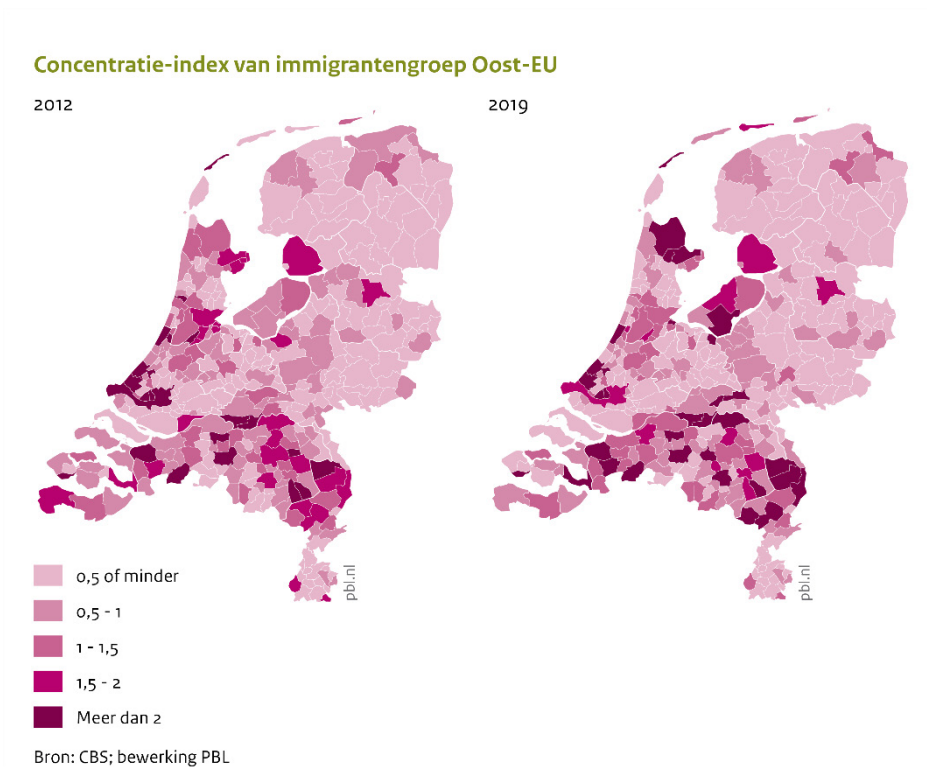 Concentratie-index van immigrantengroep Oost-EU
2012
2019
0,5 of minder
0,5 - 1
1 - 1,5
1,5 - 2
Meer dan 2
pbl.nl
pbl.nl
Bron: CBS; bewerking PBL